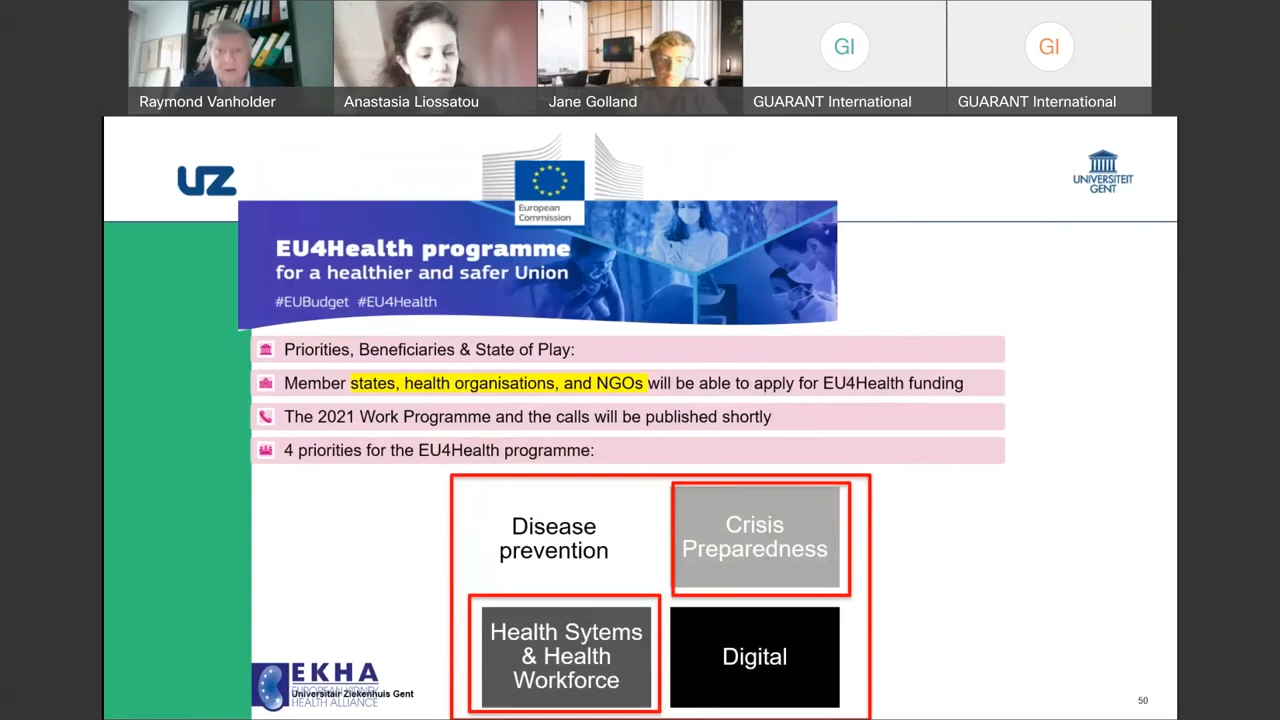 GI
GI
Raymond Vanholder
Anastasia Liossatou
Jane Golland
GUARANT International
GUARANT International
UZ
European
Commission
UNIVERSITEIT
GENT
EU4Health programme
for a healthier and safer Union
#EUBudget #EU4Health
Priorities, Beneficiaries & State of Play:
Member states, health organisations, and NGOs will be able to apply for EU4Health funding
The 2021 Work Programme and the calls will be published shortly
4 priorities for the EU4Health programme:
Disease
prevention
Crisis
Preparedness
Health Sytems
& Health
Workforce
Digital
EKHA
EUROPEAN KIDNEY
HEALTH ALLIANCE
Universitair Ziekenhuis Gent
50